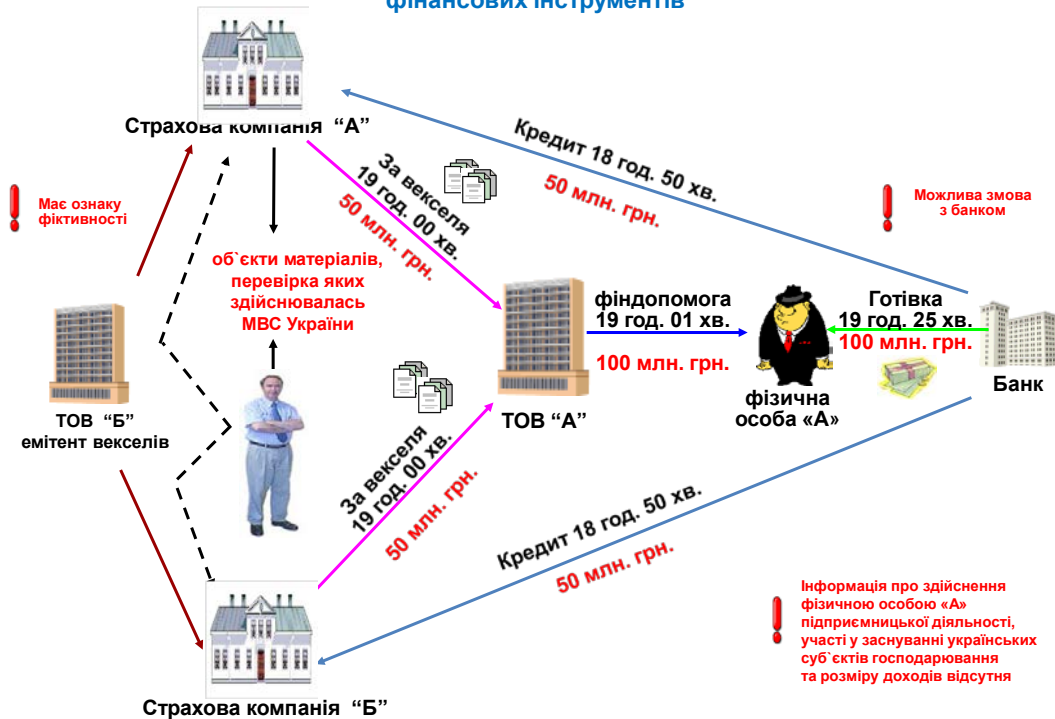 фінансових інструментів
Страхова компанія “А”
Має ознаку
фіктивності
За векселя
19 год. 00 хв.
50 млн. грн.
Кредит 18 год. 50 хв.
50 млн. грн.
Можлива змова
з банком
об`єкти матеріалів,
перевірка яких
здійснювалась
МВС України
ТОВ “Б”
емітент векселів
ТОВ “А”
фіндопомога
19 год. 01 хв.
100 млн. грн.
фізична
особа «А»
Готівка
19 год. 25 хв.
100 млн. грн.
Банк
За векселя
19 год. 00 хв.
50 млн. грн.
Кредит 18 год. 50 хв.
50 млн. грн.
Інформація про здійснення
фізичною особою «А»
підприємницької діяльності,
участі у заснуванні українських
суб`єктів господарювання
та розміру доходів відсутня
Страхова компанія “Б”